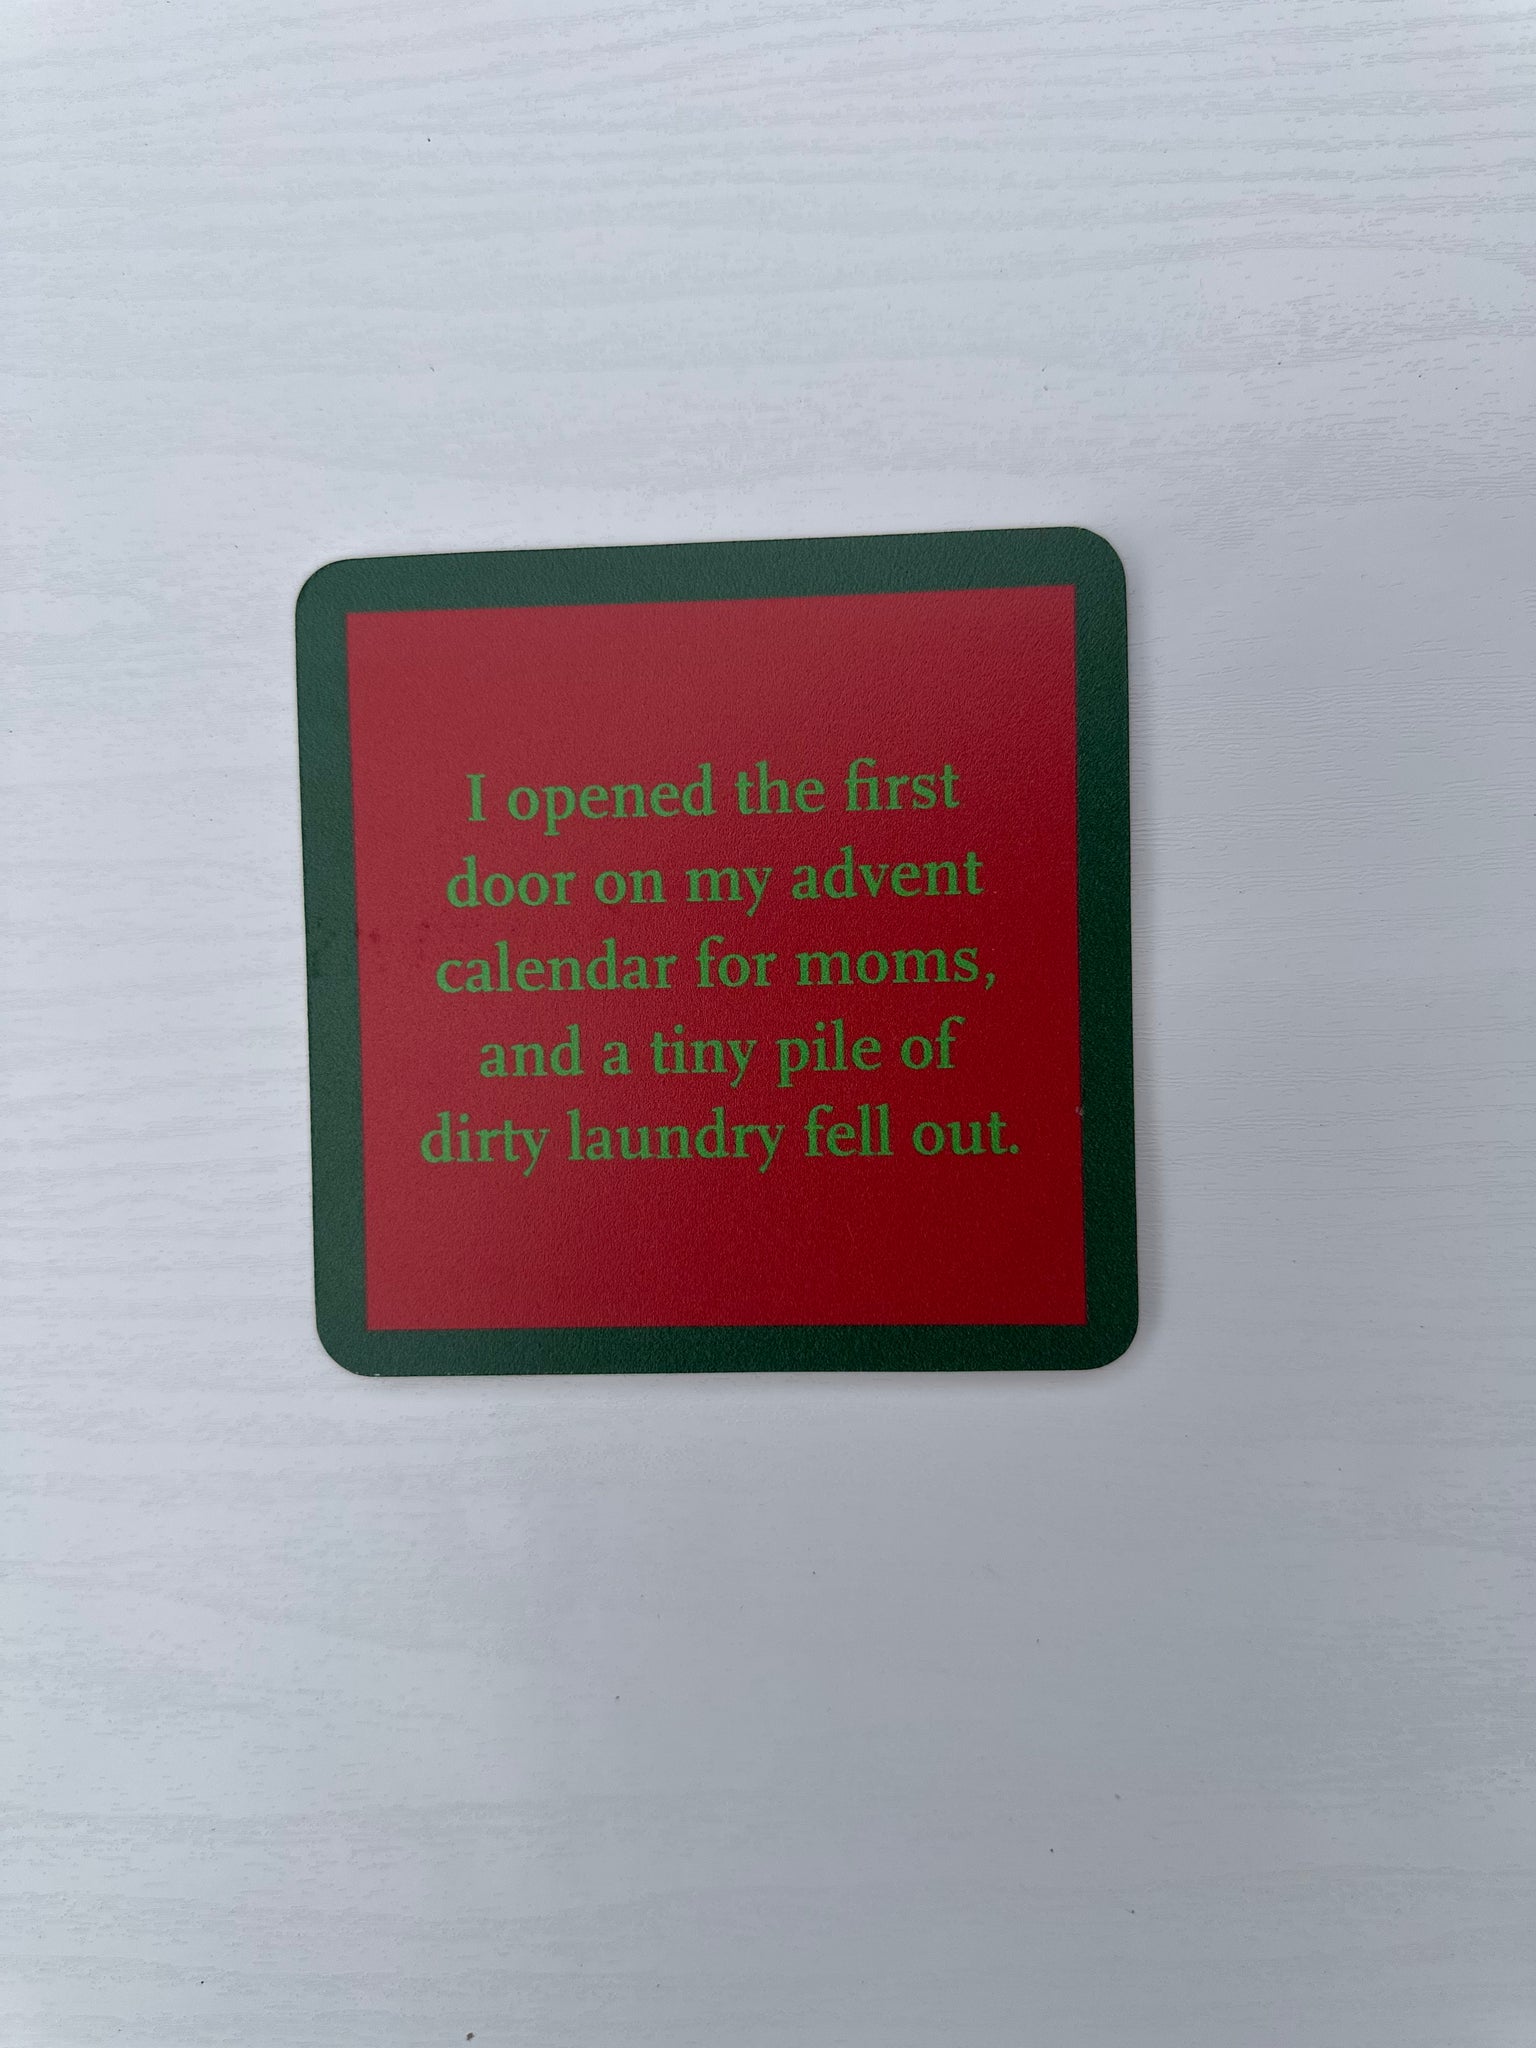 I opened the first
door on my advent
calendar for moms,
and a tiny pile of
dirty laundry fell out.